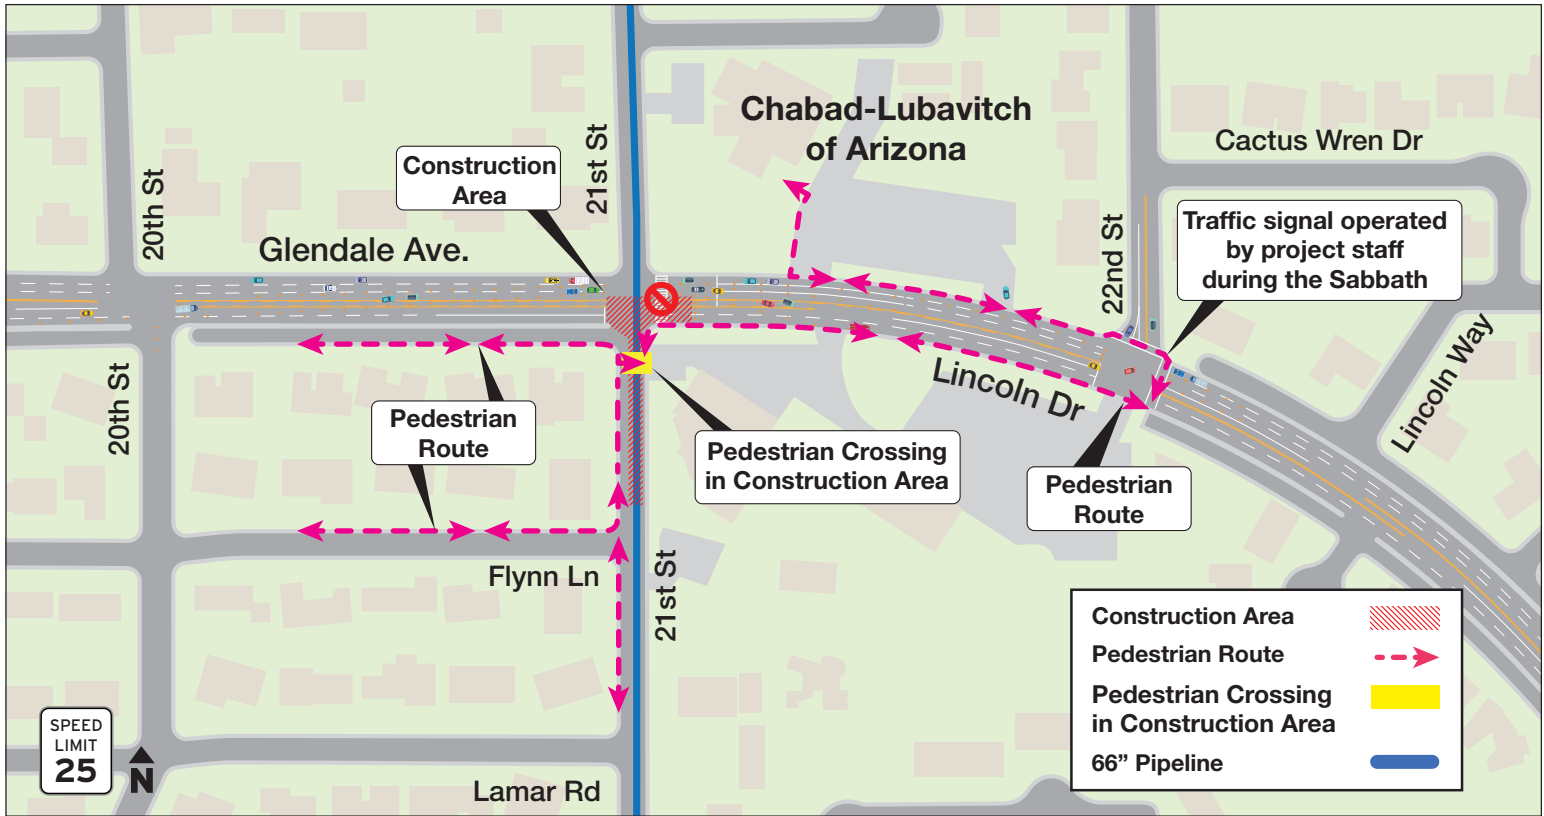 Chabad-Lubavitch
of Arizona
Cactus Wren Dr
Construction
Area
21st St
20th St
Glendale Ave.
22nd St
Traffic signal operated
by project staff
during the Sabbath
Lincoln Way
20th St
Lincoln Dr
Pedestrian
Route
Pedestrian Crossing
in Construction Area
Pedestrian
Route
Flynn Ln
21st St
Construction Area
Pedestrian Route
Pedestrian Crossing
in Construction Area
66” Pipeline
SPEED
LIMIT
25
N
Lamar Rd